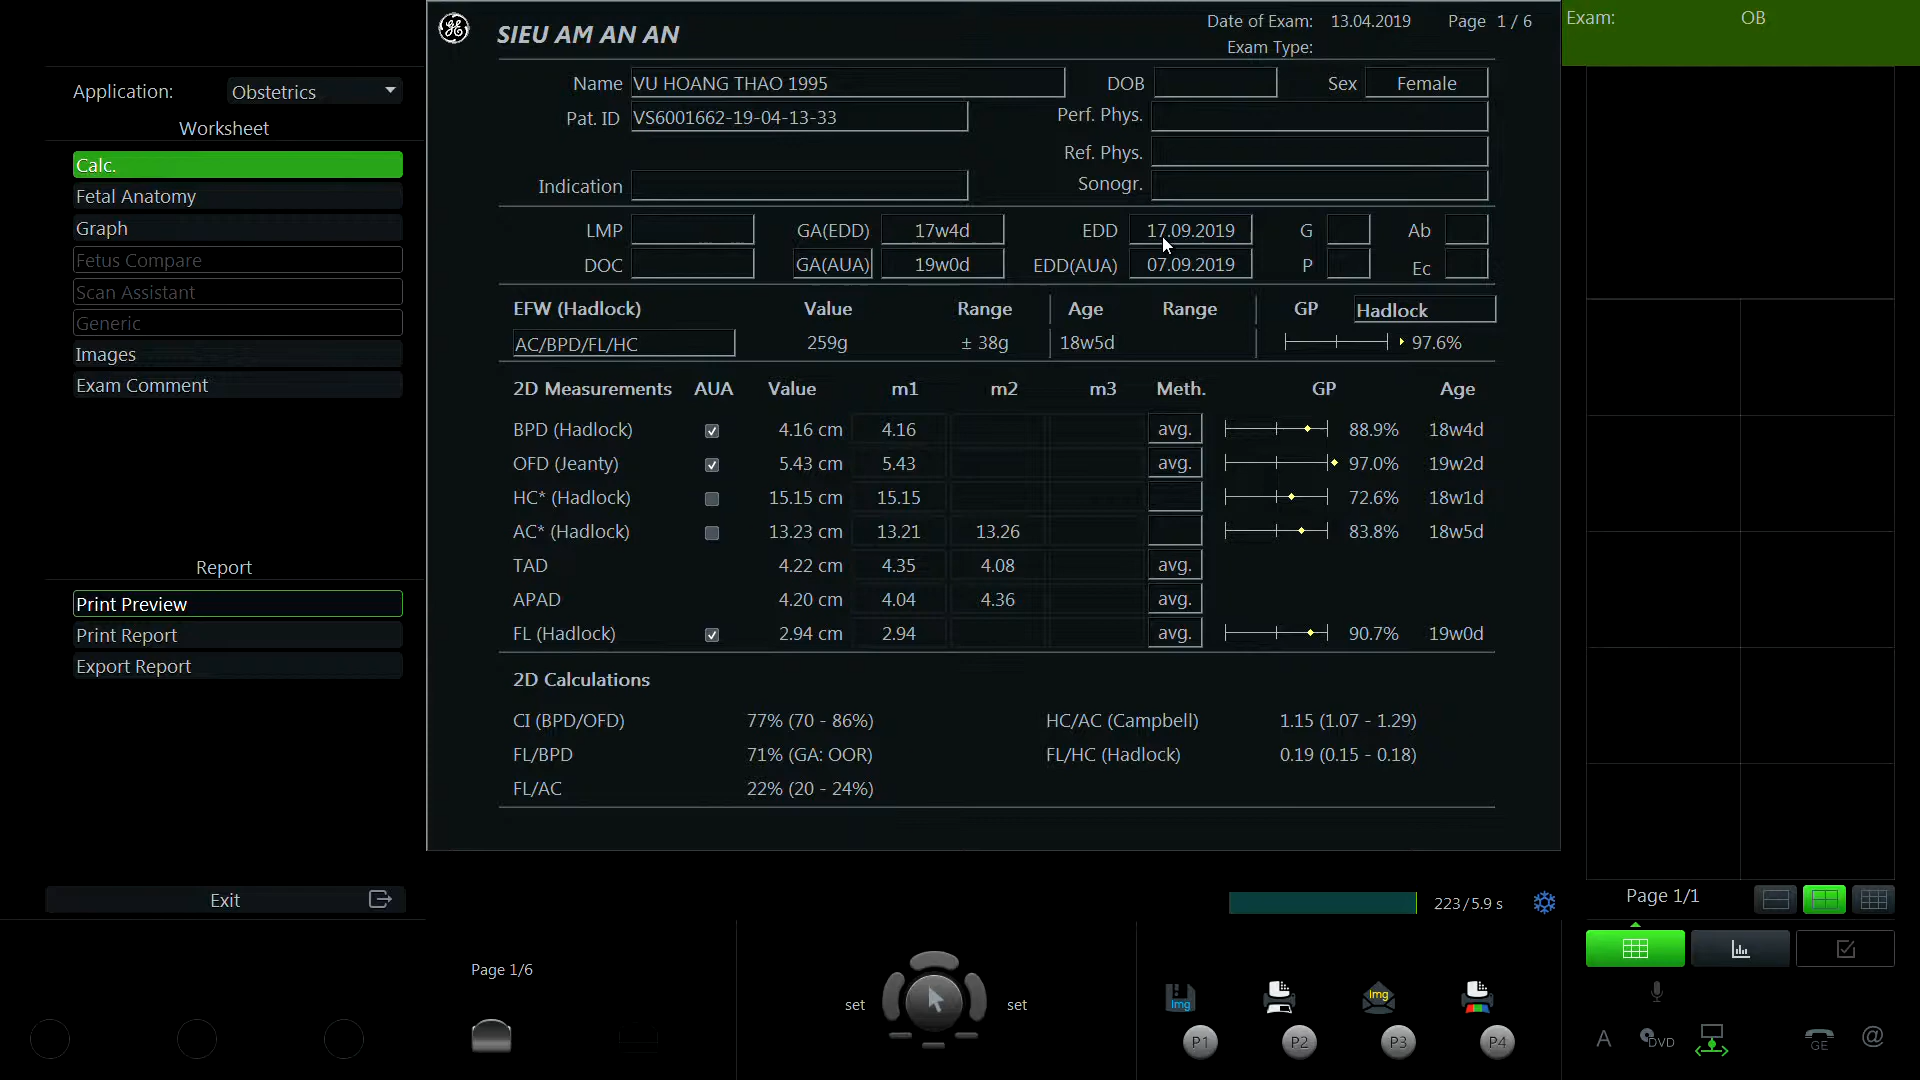 SIEU AM AN AN
Date of Exam: 13.04.2019 Page 1 / 6
Exam Type:
Exam: OB
Application: Obstetrics
Worksheet
Calc.
Fetal Anatomy
Graph
Fetus Compare
Scan Assistant
Generic
Images
Exam Comment
Report
Print Preview
Print Report
Export Report
Exit
Name VU HOANG THAO 1995 DOB Sex Female
Pat. ID VS6001662-19-04-13-33 Perf. Phys.
Ref. Phys.
Indication Sonogr.
LMP GA(EDD) 17w4d EDD 17.09.2019 G Ab
DOC GA(AUA) 19w0d EDD(AUA) 07.09.2019 P Ec
EFW (Hadlock) Value Range Age Range GP Hadlock
AC/BPD/FL/HC 259g ± 38g 18w5d 97.6%
2D Measurements AUA Value m1 m2 m3 Meth. GP Age
BPD (Hadlock) 4.16 cm 4.16 avg. 88.9% 18w4d
OFD (Jeanty) 5.43 cm 5.43 avg. 97.0% 19w2d
HC* (Hadlock) 15.15 cm 15.15 72.6% 18w1d
AC* (Hadlock) 13.23 cm 13.21 13.26 83.8% 18w5d
TAD 4.22 cm 4.35 4.08 avg.
APAD 4.20 cm 4.04 4.36 avg.
FL (Hadlock) 2.94 cm 2.94 avg. 90.7% 19w0d
2D Calculations
CI (BPD/OFD) 77% (70 - 86%) HC/AC (Campbell) 1.15 (1.07 - 1.29)
FL/BPD 71% (GA: OOR) FL/HC (Hadlock) 0.19 (0.15 - 0.18)
FL/AC 22% (20 - 24%)
223/5.9 s
Page 1/1
Page 1/6
set set
Img Img
P1 P2 P3 P4
A DVD GE @